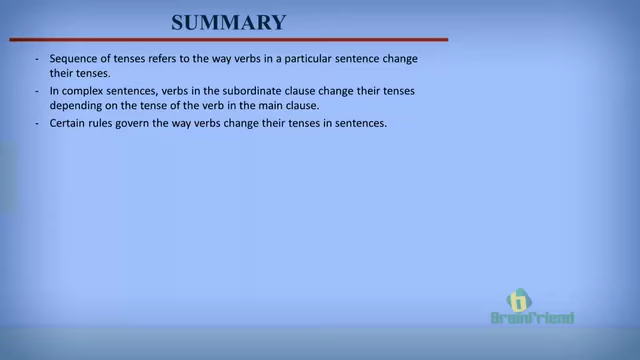 SUMMARY
- Sequence of tenses refers to the way verbs in a particular sentence change
their tenses.
- In complex sentences, verbs in the subordinate clause change their tenses
depending on the tense of the verb in the main clause.
- Certain rules govern the way verbs change their tenses in sentences.
b
Brainfriend